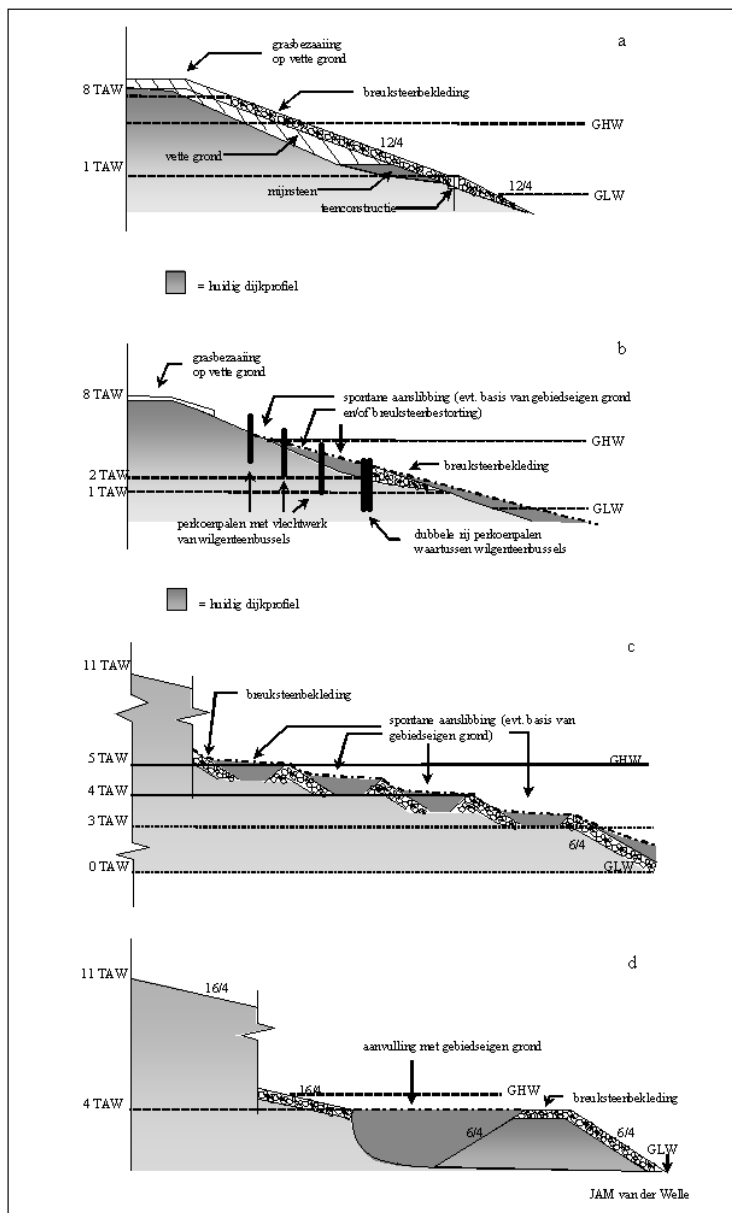 a
grasbezaaiing
op vette grond
8 TAW
breuksteenbekleding
GHW
12/4
vette grond
1 TAW
mijnsteen
12/4
GLW
teenconstructie
= huidig dijkprofiel
b
grasbezaaiing
op vette grond
8 TAW
spontane aanslibbing (evt. basis van gebiedseigen grond
en/of breuksteenbestorting)
GHW
breuksteenbekleding
2 TAW
1 TAW
GLW
perkoenpalen met vlechtwerk
van wilgenteenbussels
dubbele rij perkoenpalen
waartussen wilgenteenbussels
= huidig dijkprofiel
c
11 TAW
breuksteenbekleding
spontane aanslibbing (evt. basis van
gebiedseigen grond)
5 TAW
GHW
4 TAW
3 TAW
6/4
0 TAW
GLW
d
11 TAW
16/4
aanvulling met gebiedseigen grond
16/4
GHW
breuksteenbekleding
4 TAW
6/4
6/4
GLW
JAM van der Welle